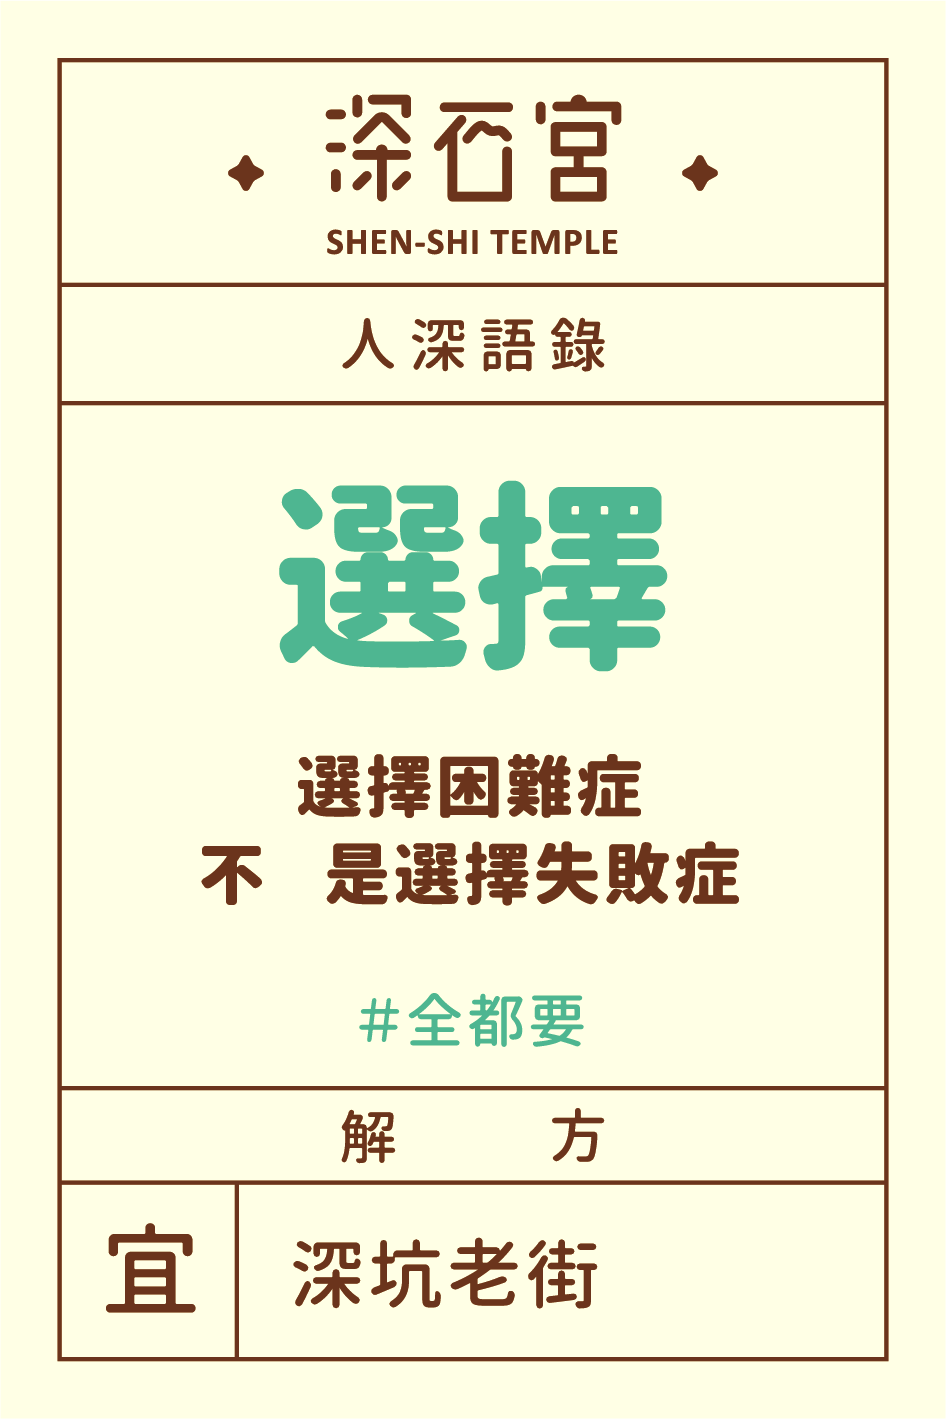 深石宮
SHEN-SHI TEMPLE
人深語錄
選擇
選擇困難症
不　是選擇失敗症
#全都要
解　　方
宜
深坑老街